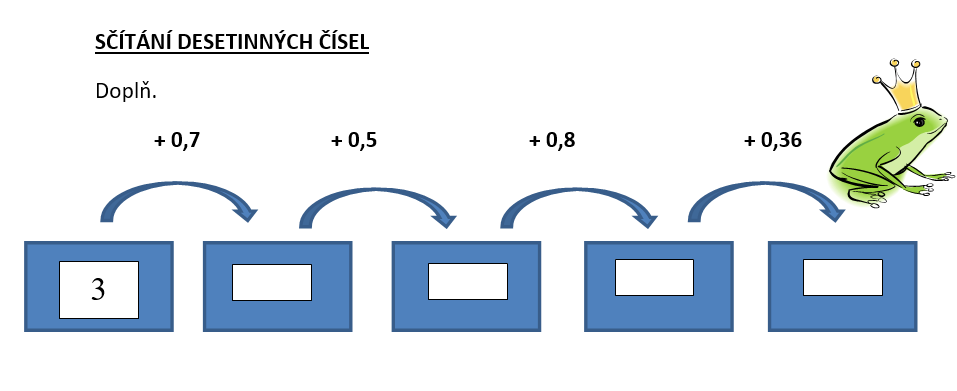 SČÍTÁNÍ DESETINNÝCH ČÍSEL
Doplň.
+ 0,7 + 0,5 + 0,8 + 0,36
3